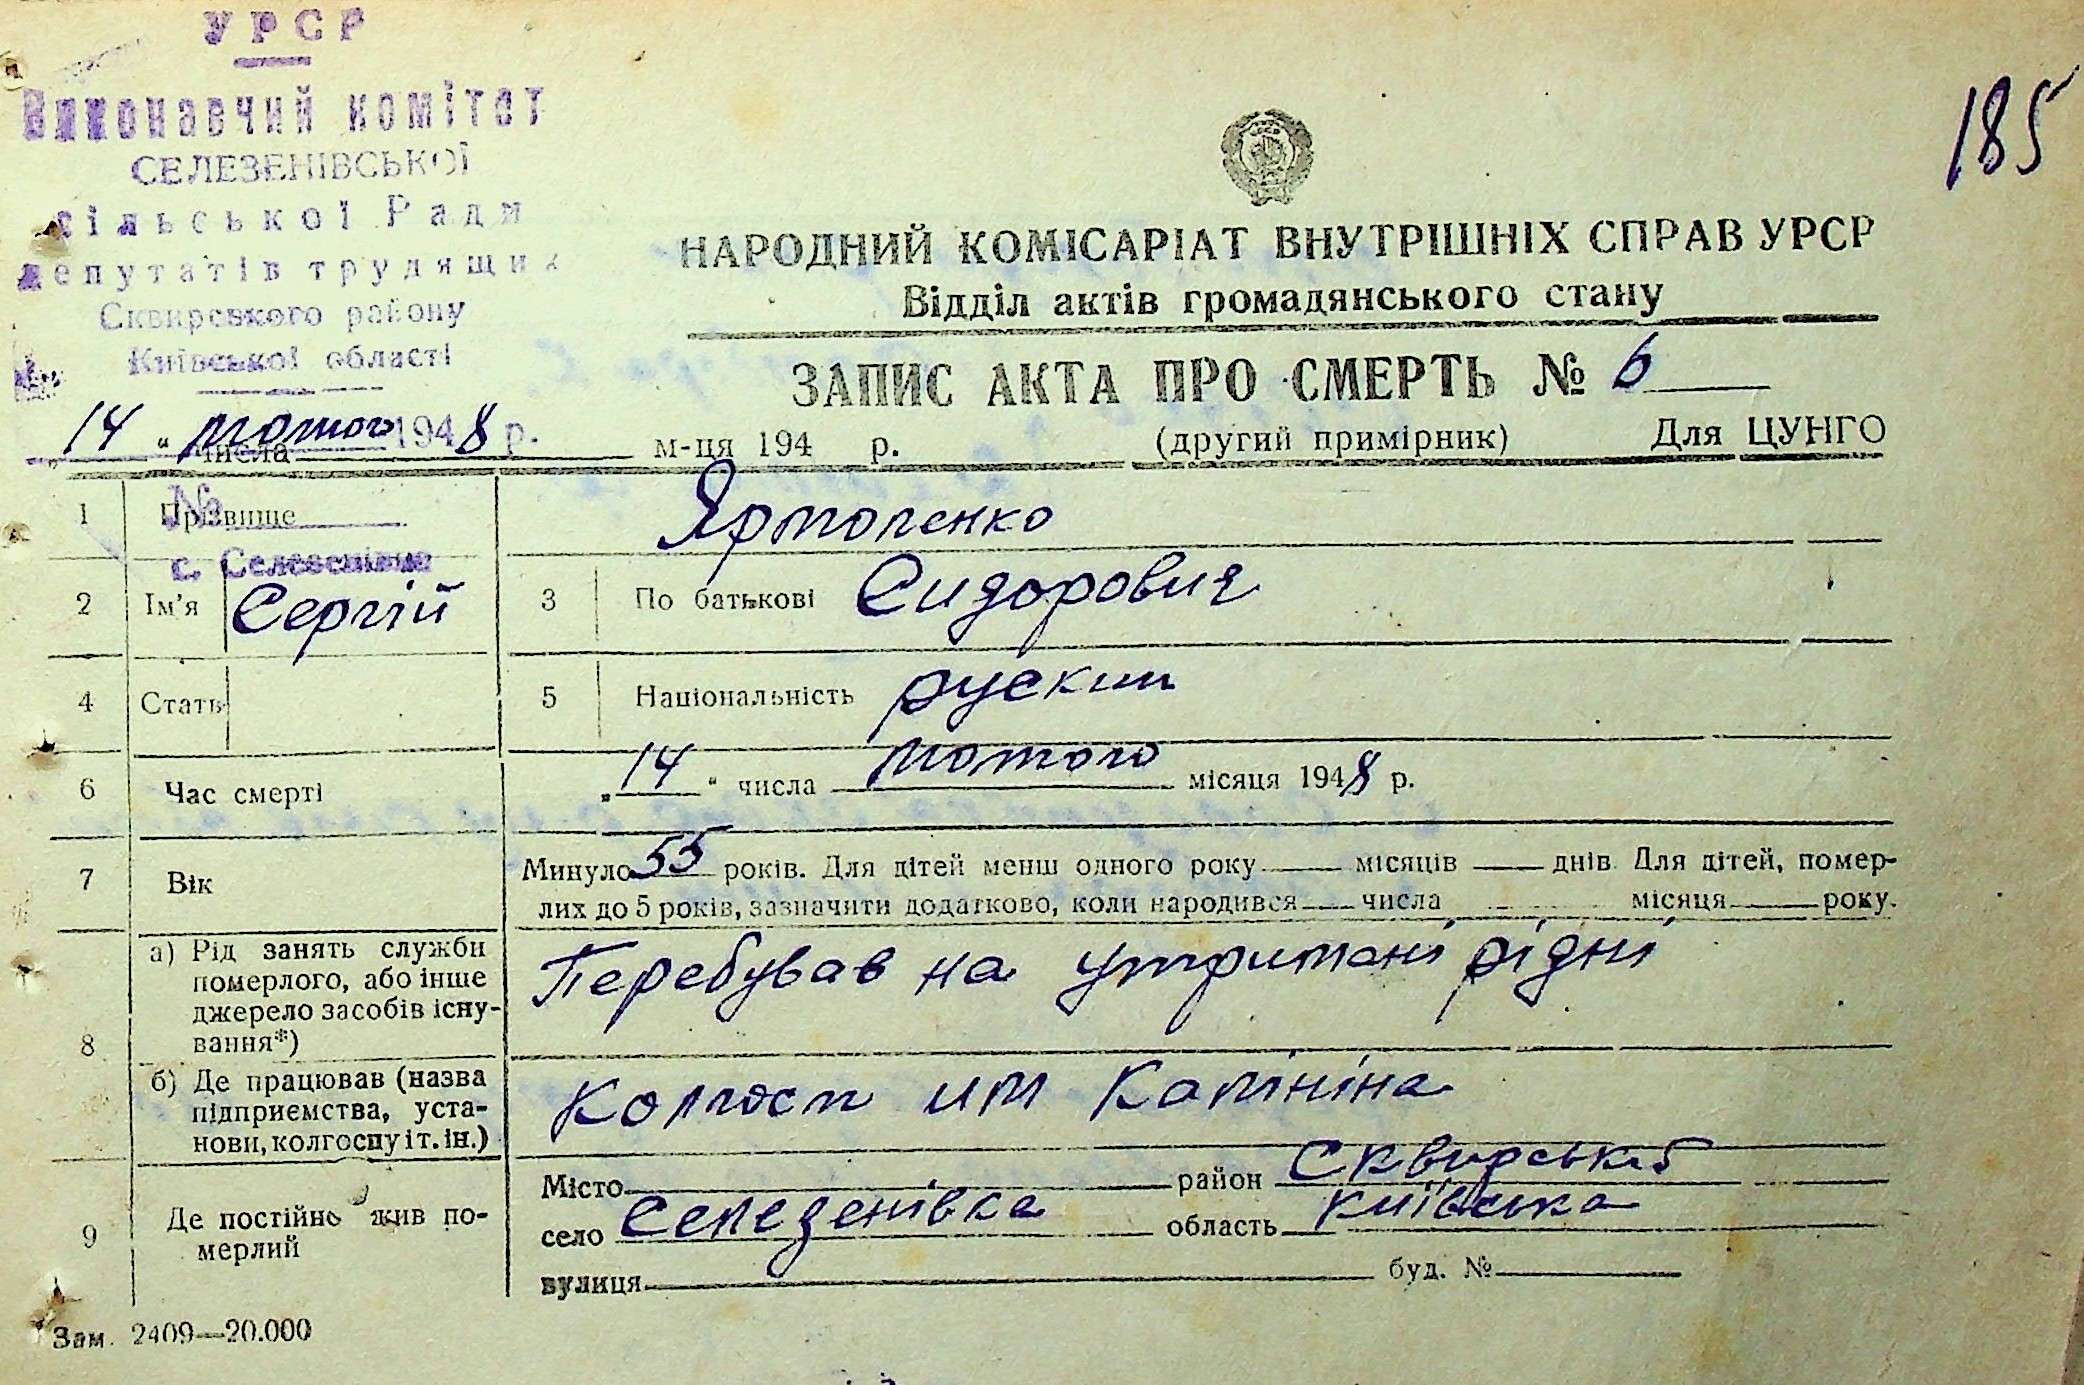 УРСР
Виконавчий комітет
СЕЛЕЗЕНІВСЬКОЇ
сільської Ради
депутатів трудящих
Сквирського району
Київської області
185
НАРОДНИЙ КОМІСАРІАТ ВНУТРІШНІХ СПРАВ УРСР
Відділ актів громадянського стану
ЗАПИС АКТА ПРО СМЕРТЬ № 6
„14“ лютого 1948 р.
числа м-ця 194 р. (другий примірник) Для ЦУНГО
№
с. Селезенівка
1 Прізвище Ярмоленко
2 Ім'я Сергій 3 По батькові Сидорович
4 Стать 5 Національність руский
6 Час смерті „14“ числа лютого місяця 1948 р.
7 Вік Минуло 55 років. Для дітей менш одного року місяців днів. Для дітей, помер-
лих до 5 років, зазначити додатково, коли народився числа місяця року.
8 а) Рід занять служби померлого, або інше джерело засобів існу-вання*) Перебував на утримані рідні
б) Де працював (назва підприємства, уста-нови, колгоспу і т. ін.) Колгосп им Калініна
9 Де постійно жив по-мерлий
Місто район Сквирський
село Селезенівка область Київська
вулиця буд. №
Зам. 2409—20.000